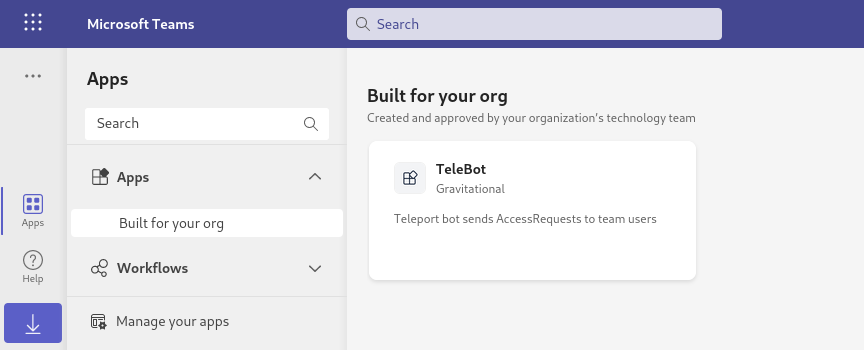 Microsoft Teams
Search
Apps
Help
Apps
Search
Apps
Built for your org
Workflows
Manage your apps
Built for your org
Created and approved by your organization's technology team
TeleBot
Gravitational
Teleport bot sends AccessRequests to team users